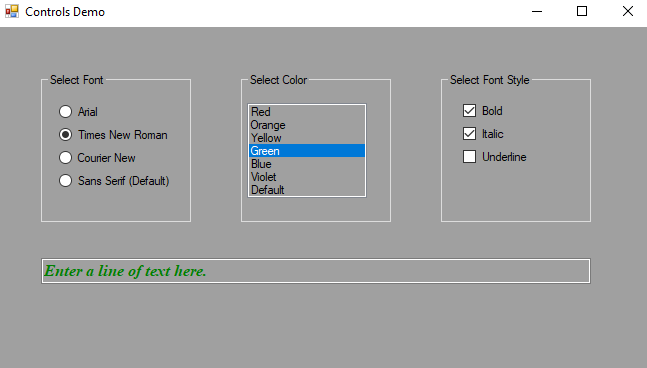 Controls Demo
Select Font
Arial
Times New Roman
Courier New
Sans Serif (Default)
Select Color
Red
Orange
Yellow
Green
Blue
Violet
Default
Select Font Style
Bold
Italic
Underline
Enter a line of text here.